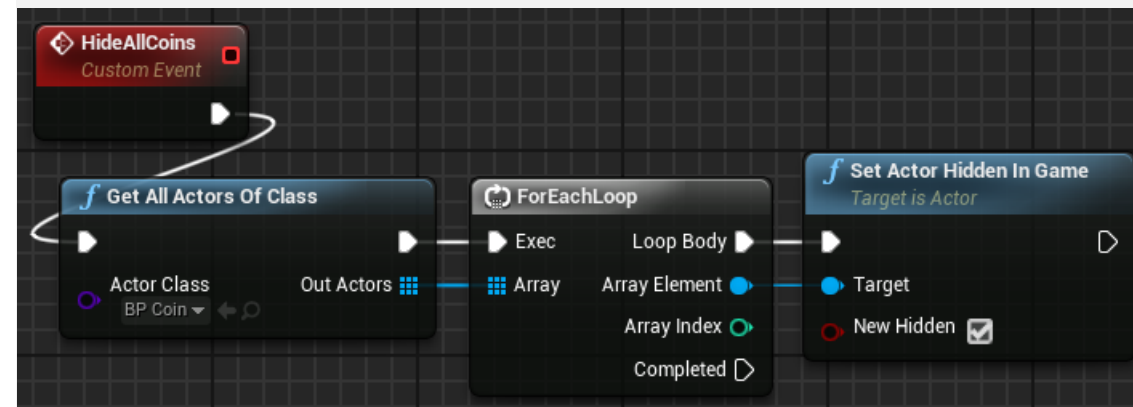 HideAllCoins
Custom Event
Get All Actors Of Class
Actor Class
BP Coin
Out Actors
ForEachLoop
Exec
Loop Body
Array
Array Element
Array Index
Completed
Set Actor Hidden In Game
Target is Actor
Target
New Hidden